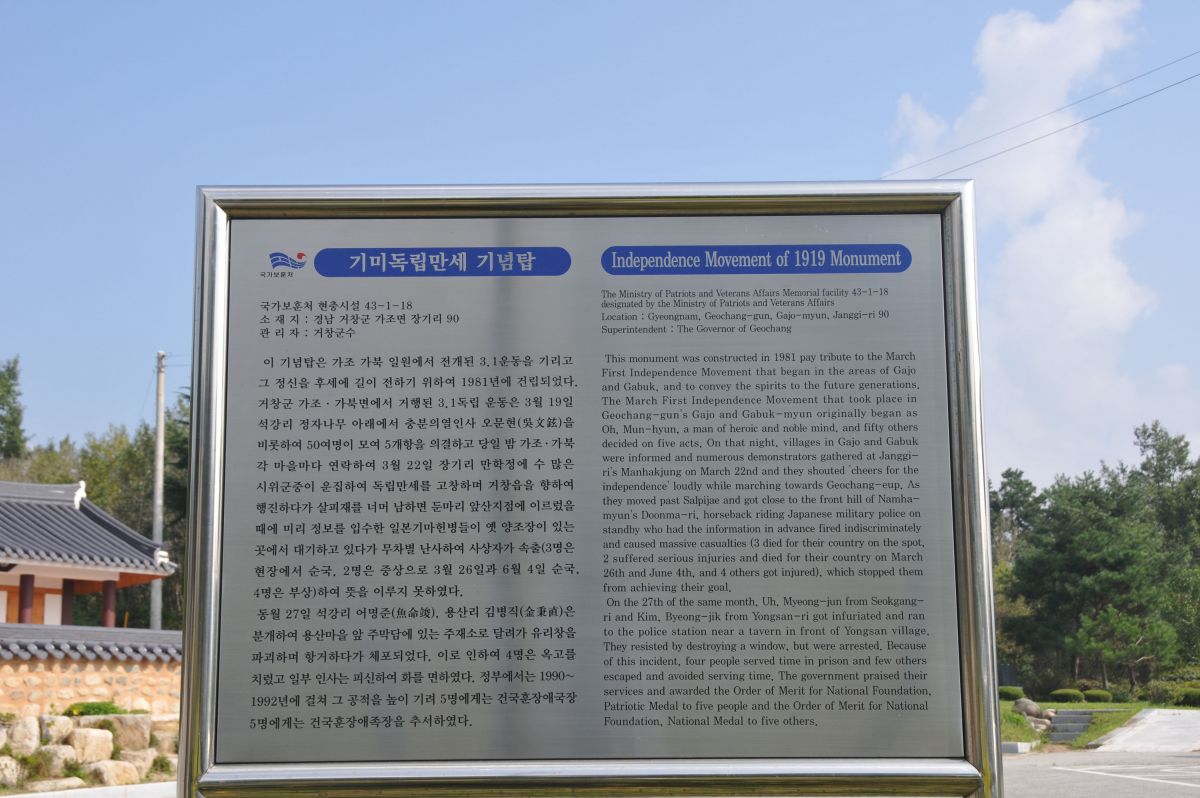 국가보훈처
기미독립만세 기념탑
국가보훈처 현충시설 43-1-18
소 재 지 : 경남 거창군 가조면 장기리 90
관 리 자 : 거창군수
이 기념탑은 가조 가북 일원에서 전개된 3.1운동을 기리고
그 정신을 후세에 길이 전하기 위하여 1981년에 건립되었다.
거창군 가조·가북면에서 거행된 3.1독립 운동은 3월 19일
석강리 정자나무 아래에서 충분의열인사 오문현(吳文鉉)을
비롯하여 50여명이 모여 5개항을 의결하고 당일 밤 가조·가북
각 마을마다 연락하여 3월 22일 장기리 만학정에 수 많은
시위군중이 운집하여 독립만세를 고창하며 거창읍을 향하여
행진하다가 살피재를 너머 남하면 둔마리 앞산지점에 이르렀을
때에 미리 정보를 입수한 일본기마헌병들이 옛 양조장이 있는
곳에서 대기하고 있다가 무차별 난사하여 사상자가 속출(3명은
현장에서 순국, 2명은 중상으로 3월 26일과 6월 4일 순국,
4명은 부상)하여 뜻을 이루지 못하였다.
동월 27일 석강리 어명준(魚命竣), 용산리 김병직(金秉直)은
분개하여 용산마을 앞 주막담에 있는 주재소로 달려가 유리창을
파괴하며 항거하다가 체포되었다. 이로 인하여 4명은 옥고를
치렀고 일부 인사는 피신하여 화를 면하였다. 정부에서는 1990~
1992년에 걸쳐 그 공적을 높이 기려 5명에게는 건국훈장애국장
5명에게는 건국훈장애족장을 추서하였다.
Independence Movement of 1919 Monument
The Ministry of Patriots and Veterans Affairs Memorial facility 43-1-18
designated by the Ministry of Patriots and Veterans Affairs
Location : Gyeongnam, Geochang-gun, Gajo-myun, Janggi-ri 90
Superintendent : The Governor of Geochang
This monument was constructed in 1981 pay tribute to the March
First Independence Movement that began in the areas of Gajo
and Gabuk, and to convey the spirits to the future generations.
The March First Independence Movement that took place in
Geochang-gun's Gajo and Gabuk-myun originally began as
Oh, Mun-hyun, a man of heroic and noble mind, and fifty others
decided on five acts. On that night, villages in Gajo and Gabuk
were informed and numerous demonstrators gathered at Janggi-
ri's Manhakjung on March 22nd and they shouted 'cheers for the
independence' loudly while marching towards Geochang-eup. As
they moved past Salpijae and got close to the front hill of Namha-
myun's Doonma-ri, horseback riding Japanese military police on
standby who had the information in advance fired indiscriminately
and caused massive casualties (3 died for their country on the spot,
2 suffered serious injuries and died for their country on March
26th and June 4th, and 4 others got injured), which stopped them
from achieving their goal.
On the 27th of the same month, Uh, Myeong-jun from Seokgang-
ri and Kim, Byeong-jik from Yongsan-ri got infuriated and ran
to the police station near a tavern in front of Yongsan village.
They resisted by destroying a window, but were arrested. Because
of this incident, four people served time in prison and few others
escaped and avoided serving time. The government praised their
services and awarded the Order of Merit for National Foundation,
Patriotic Medal to five people and the Order of Merit for National
Foundation, National Medal to five others.